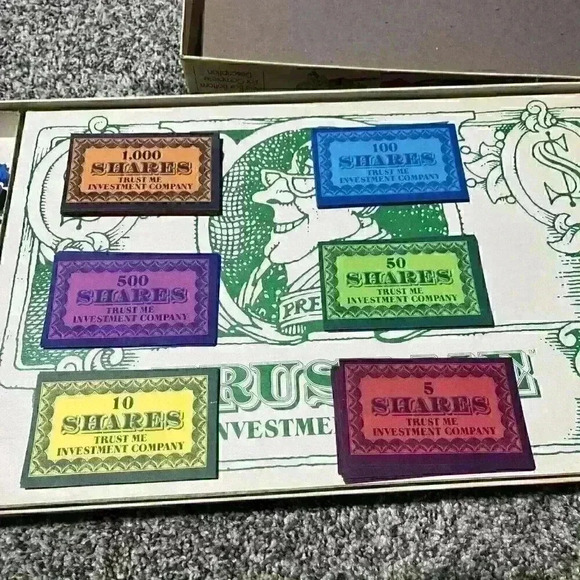 1,000
SHARES
TRUST ME
INVESTMENT COMPANY
100
SHARES
TRUST ME
INVESTMENT COMPANY
500
SHARES
TRUST ME
INVESTMENT COMPANY
50
SHARES
TRUST ME
INVESTMENT COMPANY
PRE
10
SHARES
TRUST ME
INVESTMENT COMPANY
5
SHARES
TRUST ME
INVESTMENT COMPANY